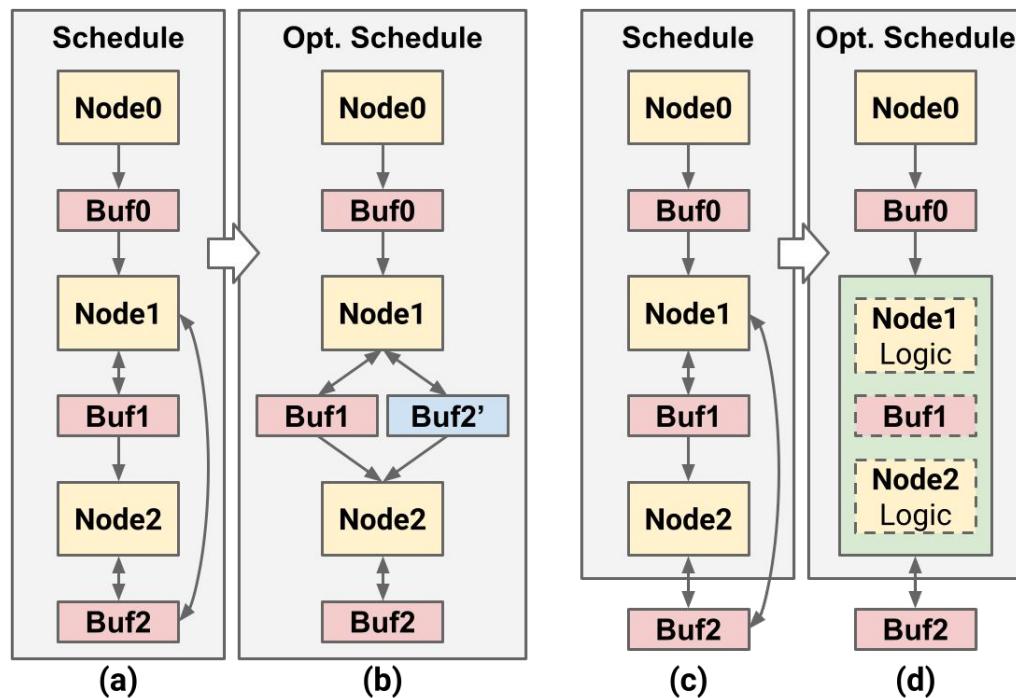 Schedule
Node0
Buf0
Node1
Buf1
Node2
Buf2
(a)
Opt. Schedule
Node0
Buf0
Node1
Buf1
Buf2’
Node2
Buf2
(b)
Schedule
Node0
Buf0
Node1
Buf1
Node2
Buf2
(c)
Opt. Schedule
Node0
Buf0
Node1
Logic
Buf1
Node2
Logic
Buf2
(d)